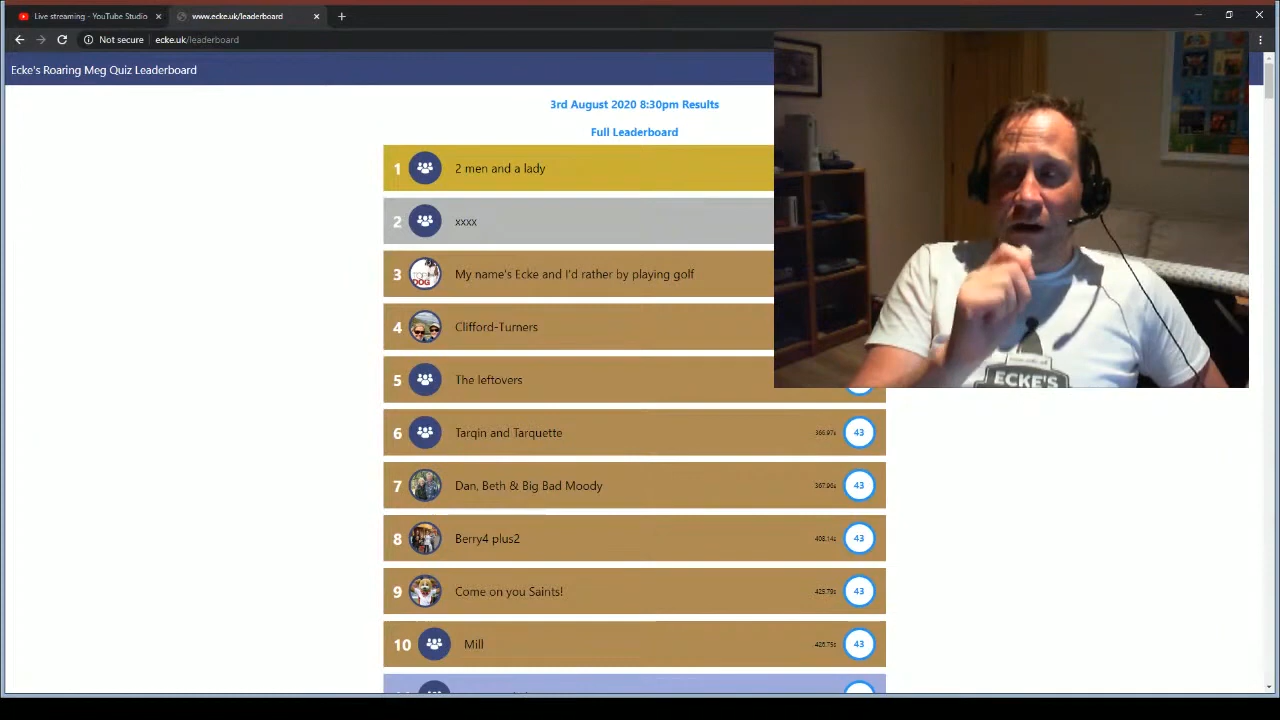 Live streaming - YouTube Studio
www.ecke.uk/leaderboard
Not secure
ecke.uk/leaderboard
Ecke's Roaring Meg Quiz Leaderboard
3rd August 2020 8:30pm Results
Full Leaderboard
1 2 men and a lady
2 xxxx
3 My name's Ecke and I'd rather by playing golf
4 Clifford-Turners
5 The leftovers
6 Tarqin and Tarquette 43
7 Dan, Beth & Big Bad Moody 43
8 Berry4 plus2 43
9 Come on you Saints! 43
10 Mill 43
DOG
ECKE'S